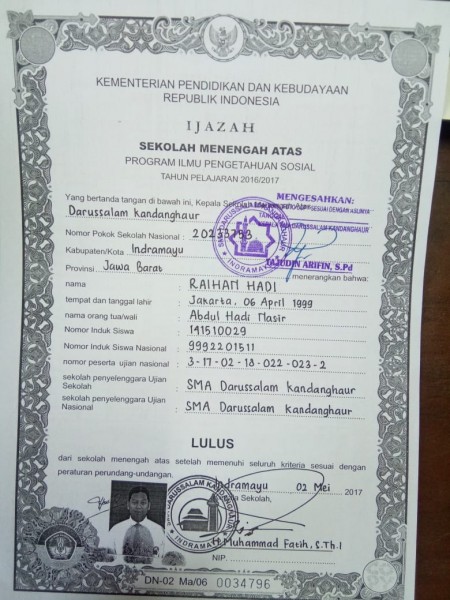 KEMENTERIAN PENDIDIKAN DAN KEBUDAYAAN
REPUBLIK INDONESIA
IJAZAH
SEKOLAH MENENGAH ATAS
PROGRAM ILMU PENGETAHUAN SOSIAL
TAHUN PELAJARAN 2016/2017
MENGESAHKAN:
Yang bertanda tangan di bawah ini, Kepala Sekolah
SESUAI DENGAN ASLINYA
TANGGAL
Darussalam Kandanghaur
SMA DARUSSALAM KANDANGHAUR
Nomor Pokok Sekolah Nasional : 20233793
Kabupaten/Kota : Indramayu
INDRAMAYU
TAJUDIN ARIFIN, S.Pd
Provinsi : Jawa Barat menerangkan bahwa:
nama : RAIHAN HADI
tempat dan tanggal lahir : Jakarta, 06 April 1999
nama orang tua/wali : Abdul Hadi Nasir
Nomor Induk Siswa : 141510029
Nomor Induk Siswa Nasional : 9992201511
nomor peserta ujian nasional : 3-17-02-18-022-023-2
sekolah penyelenggara Ujian
Sekolah : SMA Darussalam Kandanghaur
sekolah penyelenggara Ujian
Nasional : SMA Darussalam Kandanghaur
LULUS
dari sekolah menengah atas setelah memenuhi seluruh kriteria sesuai dengan
peraturan perundang-undangan.
Indramayu 02 Mei 2017
Kepala Sekolah,
DARUSSALAM KANDANGHAUR
INDRAMAYU
H. Muhammad Fatih, S.Th.I
NIP.
DN-02 Ma/06 0034796